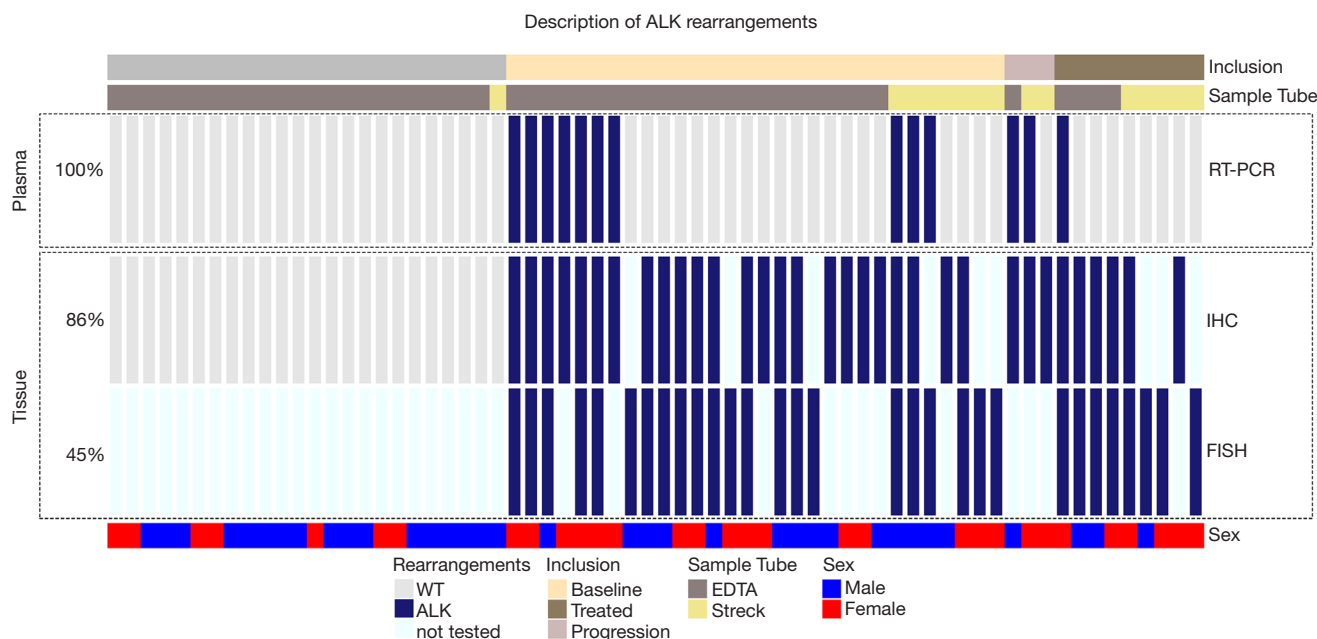 Description of ALK rearrangements
Inclusion
Sample Tube
Plasma
100%
RT-PCR
Tissue
86%
IHC
45%
FISH
Sex
Rearrangements Inclusion Sample Tube Sex
WT Baseline EDTA Male
ALK Treated Streck Female
not tested Progression